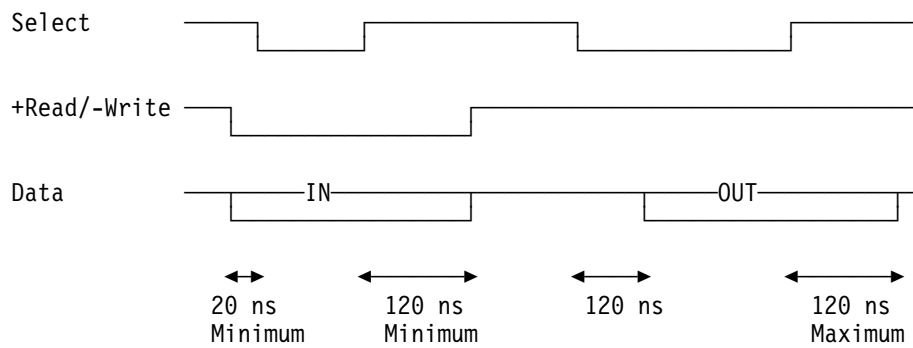 Select
+Read/-Write
Data IN OUT
20 ns 120 ns 120 ns 120 ns
Minimum Minimum Maximum